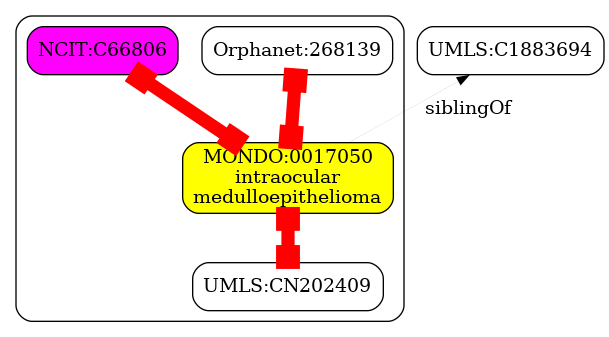 NCIT:C66806
Orphanet:268139
UMLS:C1883694
siblingOf
MONDO:0017050
intraocular
medulloepithelioma
UMLS:CN202409